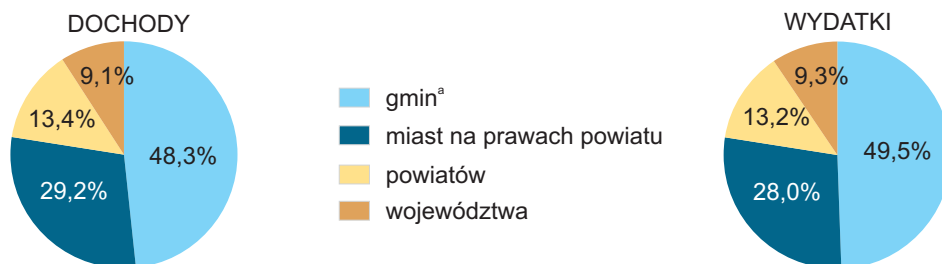 DOCHODY
9,1%
13,4%
48,3%
29,2%
gminᵃ
miast na prawach powiatu
powiatów
województwa
WYDATKI
9,3%
13,2%
49,5%
28,0%